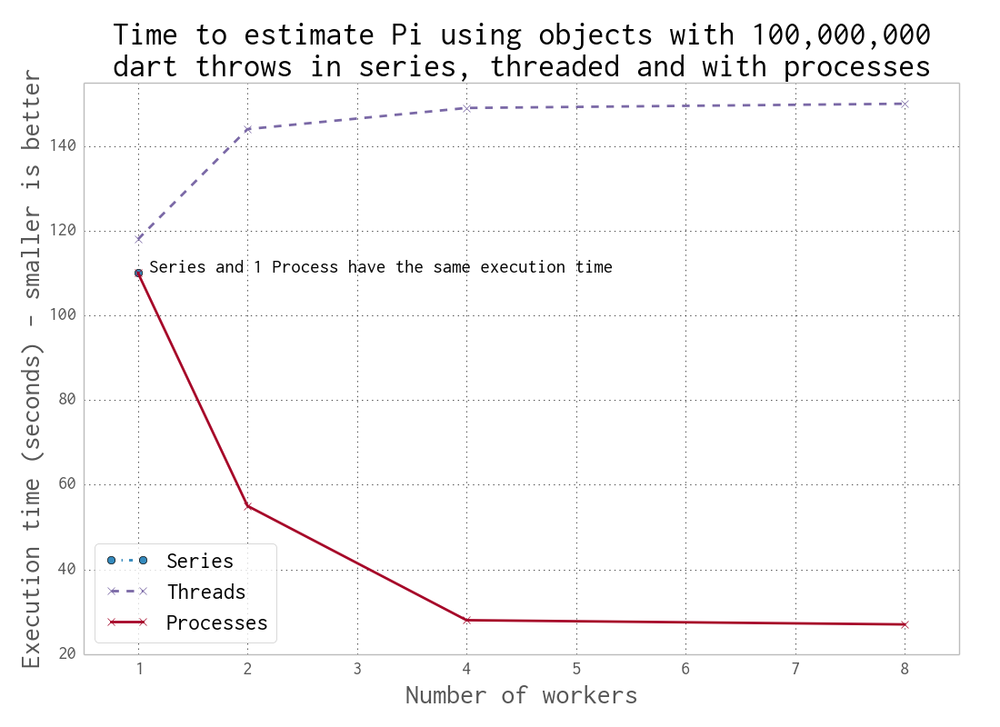 Time to estimate Pi using objects with 100,000,000
dart throws in series, threaded and with processes
Execution time (seconds) - smaller is better
140
120
100
80
60
40
20
Series and 1 Process have the same execution time
Series
Threads
Processes
1 2 3 4 5 6 7 8
Number of workers